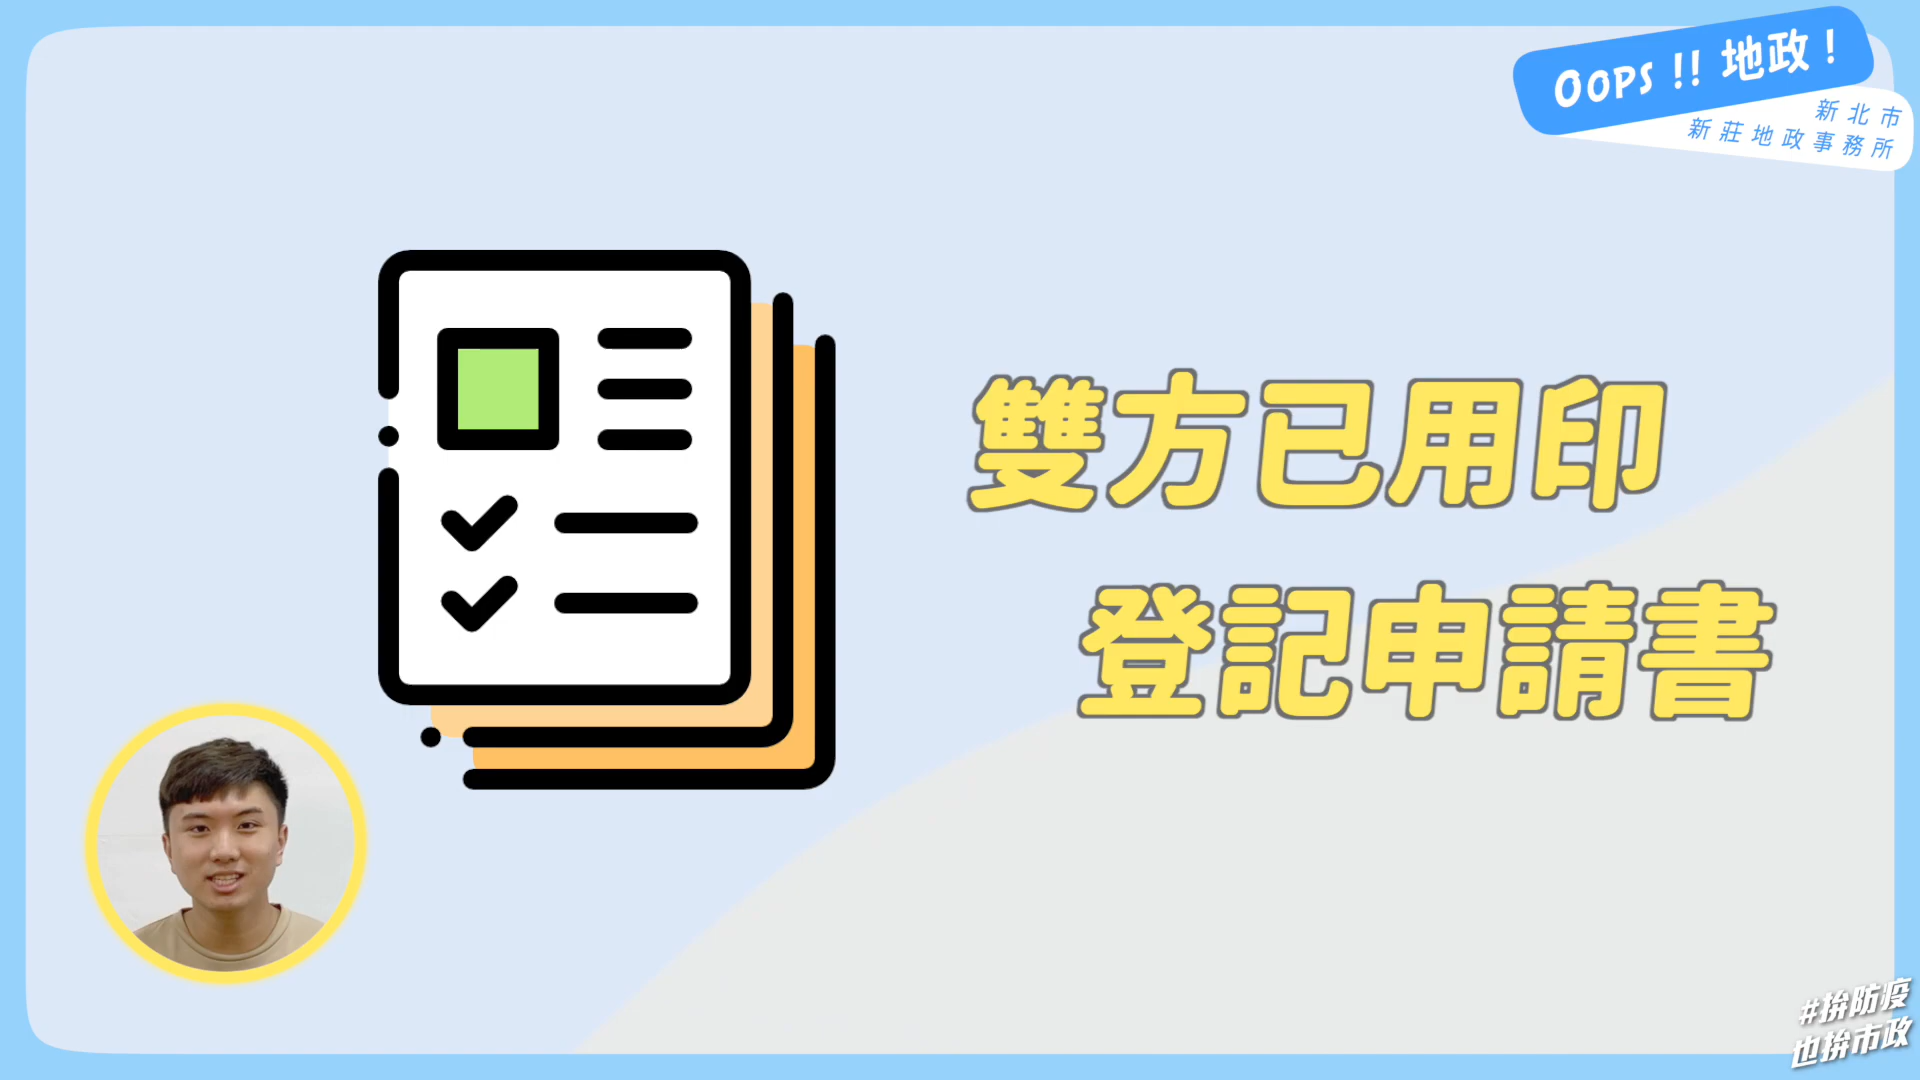 Oops !! 地政！
新北市
新莊地政事務所
雙方已用印
登記申請書
#拚防疫
也拚市政